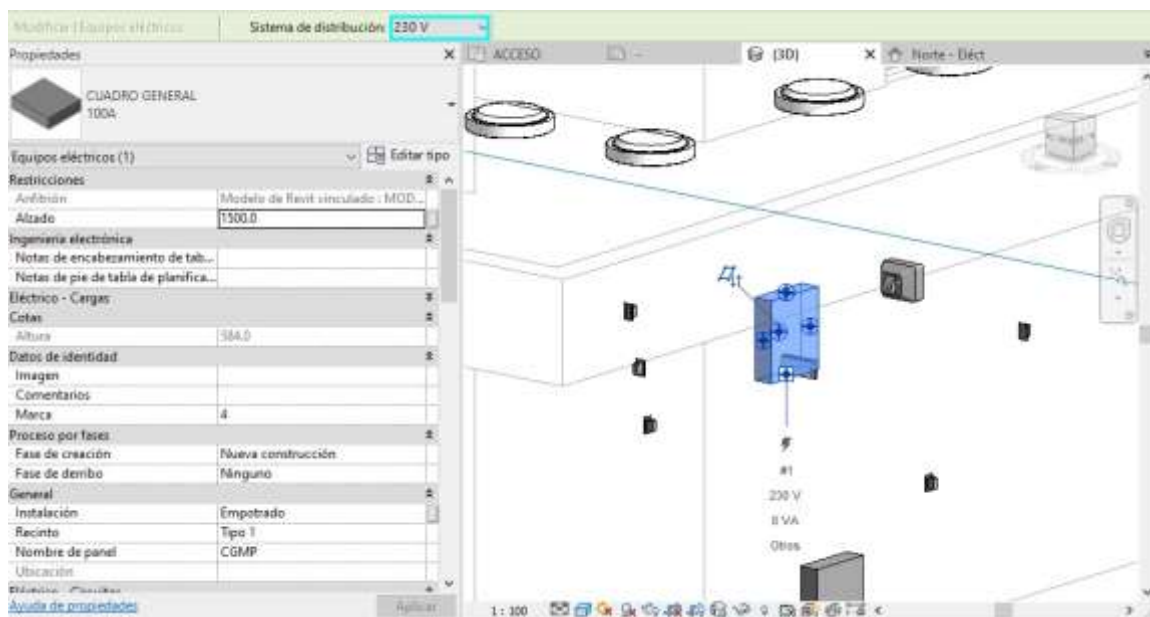 Modificar | Equipos eléctricos
Sistema de distribución: 230 V
Propiedades
ACCESO
(3D)
Norte - Eléct
CUADRO GENERAL
100A
Equipos eléctricos (1)
Editar tipo
Restricciones
Anfitrión Modelo de Revit vinculado : MOD...
Alzado 1500.0
Ingeniería electrónica
Notas de encabezamiento de tab...
Notas de pie de tabla de planifica...
Eléctrico - Cargas
Cotas
Altura 584.0
Datos de identidad
Imagen
Comentarios
Marca 4
Proceso por fases
Fase de creación Nueva construcción
Fase de derribo Ninguno
General
Instalación Empotrado
Recinto Tipo 1
Nombre de panel CGMP
Ubicación
Eléctrico - Circuitos
Ayuda de propiedades
Aplicar
#1
230 V
0 VA
Otros
1 : 100